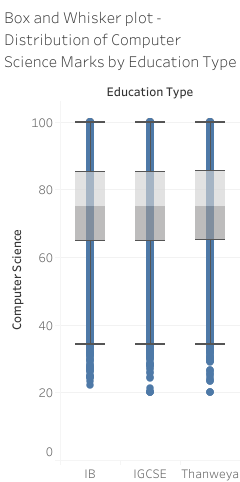 Box and Whisker plot -
Distribution of Computer
Science Marks by Education Type
Education Type
100
80
60
40
20
0
Computer Science
IB
IGCSE
Thanweya